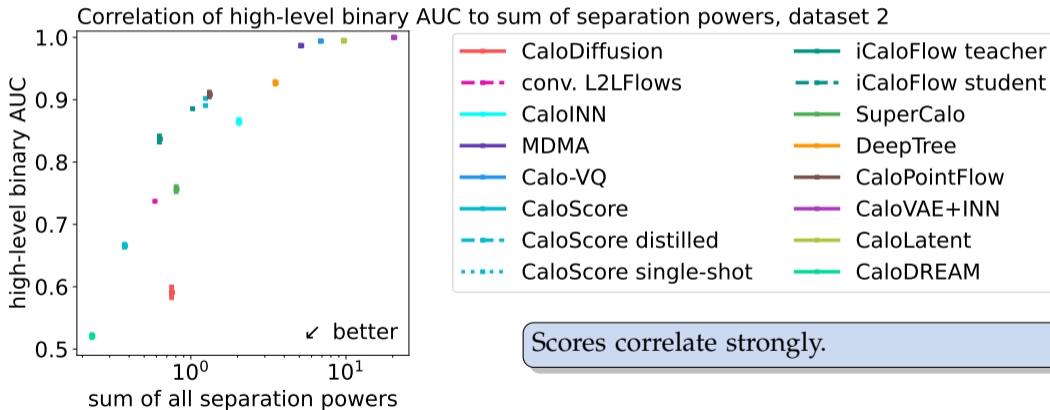 Correlation of high-level binary AUC to sum of separation powers, dataset 2
high-level binary AUC
1.0
0.9
0.8
0.7
0.6
0.5
10⁰
10¹
sum of all separation powers
↙ better
CaloDiffusion
conv. L2LFlows
CaloINN
MDMA
Calo-VQ
CaloScore
CaloScore distilled
CaloScore single-shot
iCaloFlow teacher
iCaloFlow student
SuperCalo
DeepTree
CaloPointFlow
CaloVAE+INN
CaloLatent
CaloDREAM
Scores correlate strongly.